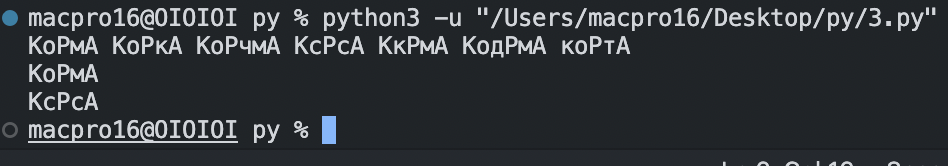 macpro16@OIOIOI py % python3 -u "/Users/macpro16/Desktop/py/3.py"
КоРмА КоРкА КоРчмА КсРсА КкРмА КодРмА коРтА
КоРмА
КсРсА
macpro16@OIOIOI py %